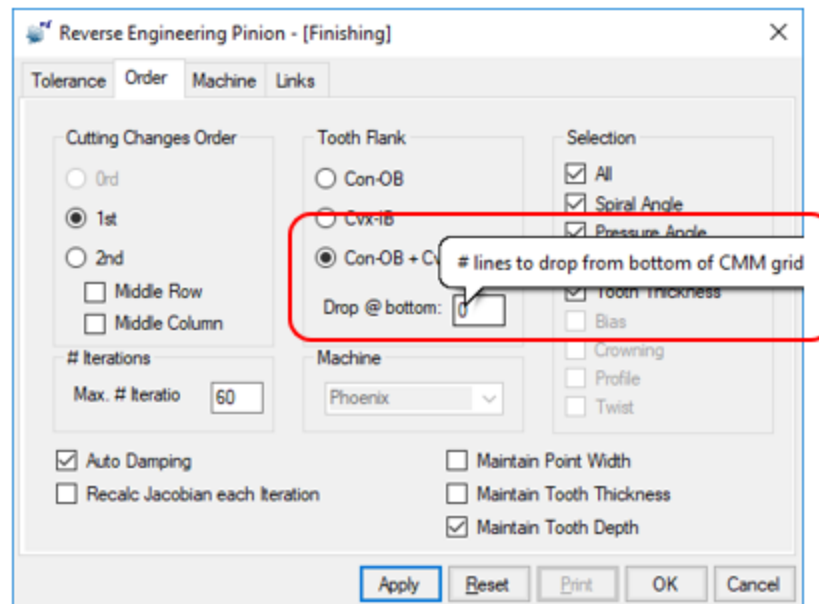 Reverse Engineering Pinion - [Finishing]
Tolerance Order Machine Links
Cutting Changes Order
0rd
1st
2nd
Middle Row
Middle Column
Tooth Flank
Con-OB
Cvx-IB
Con-OB + Cv
Drop @ bottom: 0
# lines to drop from bottom of CMM grid
Selection
All
Spiral Angle
Pressure Angle
Tooth Thickness
Bias
Crowning
Profile
Twist
# Iterations
Max. # Iteratio 60
Machine
Phoenix
Auto Damping
Recalc Jacobian each Iteration
Maintain Point Width
Maintain Tooth Thickness
Maintain Tooth Depth
Apply Reset Print OK Cancel